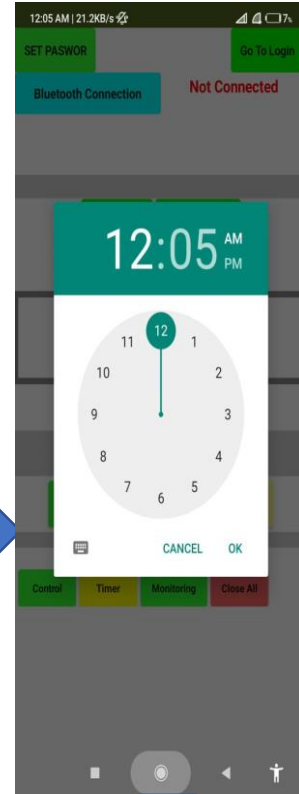 12:05 AM | 21.2KB/s 7%
SET PASWOR Go To Login
Bluetooth Connection Not Connected
12:05 AM
PM
12
11 1
10 2
9 3
8 4
7 5
6
CANCEL OK
Control Timer Monitoring Close All